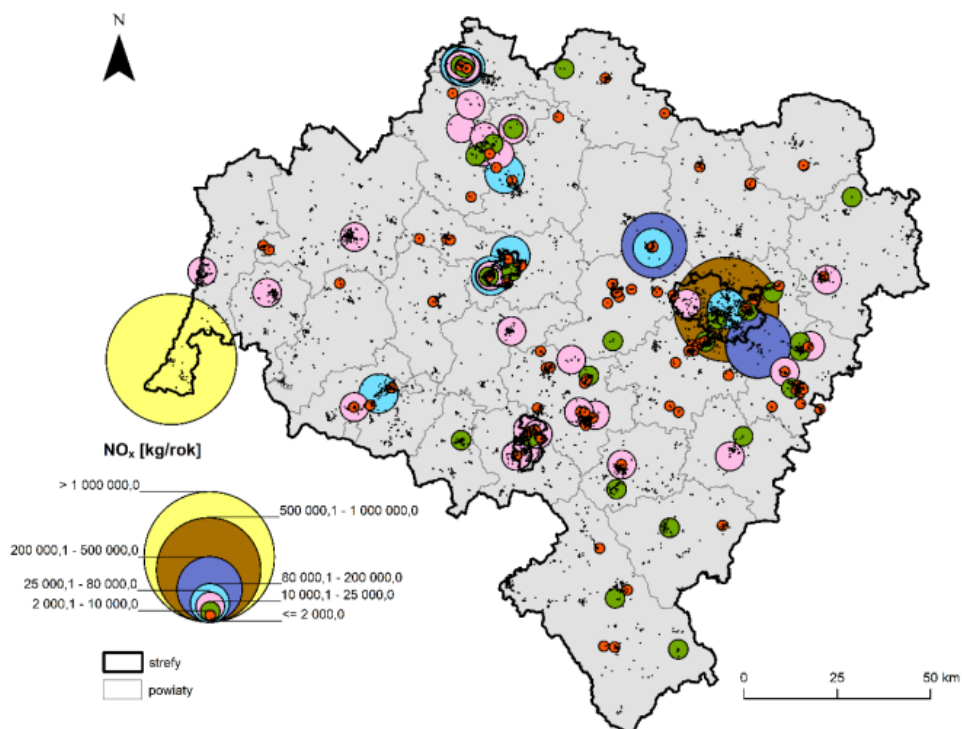 N
NOₓ [kg/rok]
> 1 000 000,0
500 000,1 - 1 000 000,0
200 000,1 - 500 000,0
80 000,1 - 200 000,0
25 000,1 - 80 000,0
10 000,1 - 25 000,0
2 000,1 - 10 000,0
<= 2 000,0
strefy
powiaty
0 25 50 km